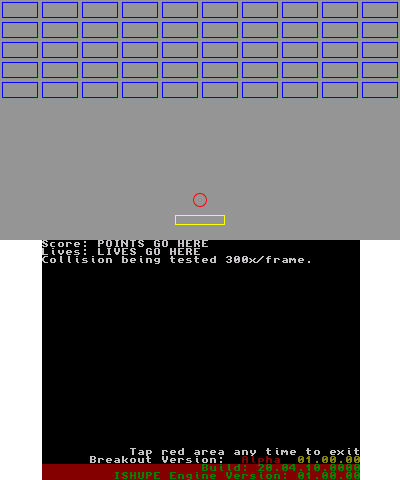 Score: POINTS GO HERE
Lives: LIVES GO HERE
Collision being tested 300x/frame.
Tap red area any time to exit
Breakout Version: Alpha 01.00.00
Build: 20.04.10.0000
ISHUPE Engine Version: 01.00.00